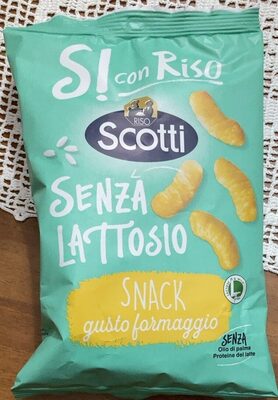 Sì con Riso
RISO
Scotti
SENZA
LATTOSIO
SNACK
gusto formaggio
SENZA
Olio di palma
Proteine del latte